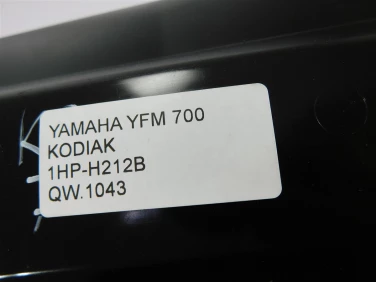 YAMAHA YFM 700
KODIAK
1HP-H212B
QW.1043